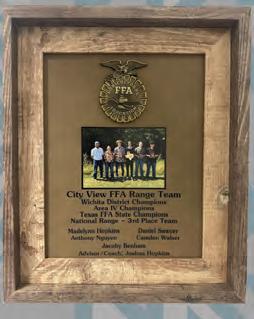 FFA
City View FFA Range Team
Wichita District Champions
Area IV Champions
Texas FFA State Champions
National Range - 3rd Place Team
Madelynn Hopkins Daniel Sawyer
Anthony Nguyen Camden Walser
Jacoby Benham
Advisor/Coach: Joshua Hopkins